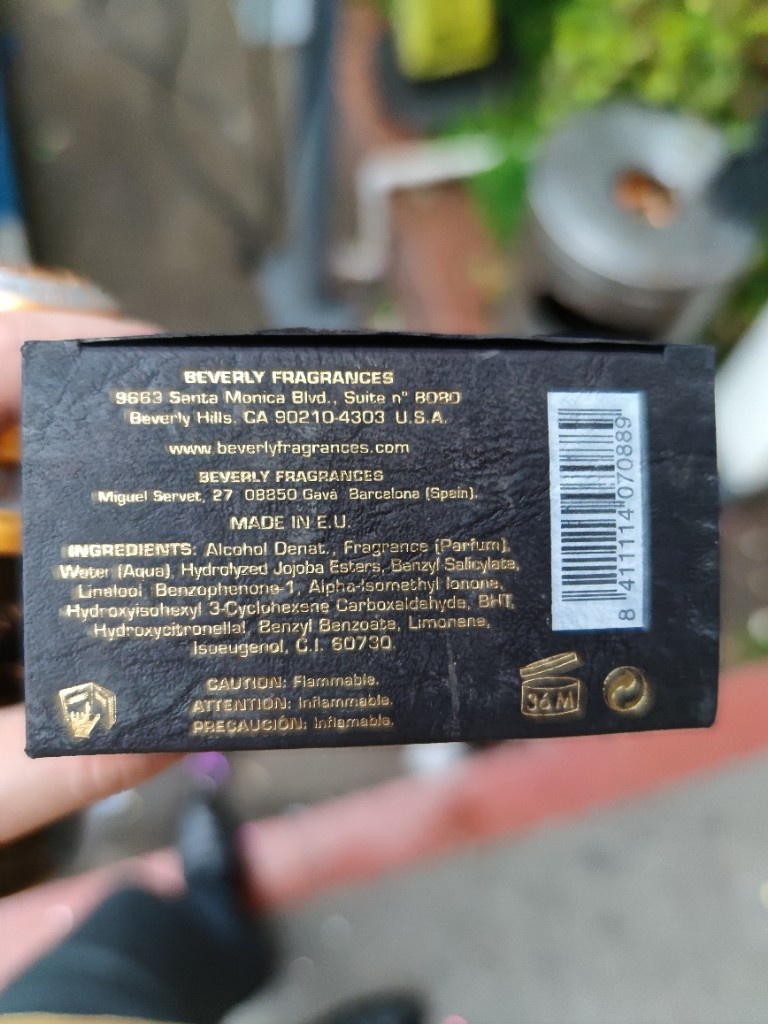 BEVERLY FRAGRANCES
9663 Santa Monica Blvd., Suite nº 8080
Beverly Hills. CA 90210-4303 U.S.A.
www.beverlyfragrances.com
BEVERLY FRAGRANCES
Miguel Servet, 27 08850 Gavà Barcelona (Spain).
MADE IN E.U.
INGREDIENTS: Alcohol Denat., Fragrance (Parfum),
Water (Aqua), Hydrolyzed Jojoba Esters, Benzyl Salicylate,
Linalool, Benzophenone-1, Alpha-Isomethyl Ionone,
Hydroxyisohexyl 3-Cyclohexene Carboxaldehyde, BHT,
Hydroxycitronellal, Benzyl Benzoate, Limonene,
Isoeugenol, C.I. 60730.
CAUTION: Flammable.
ATTENTION: Inflammable.
PRECAUCIÓN: Inflamable.
36M
8 411114 070889